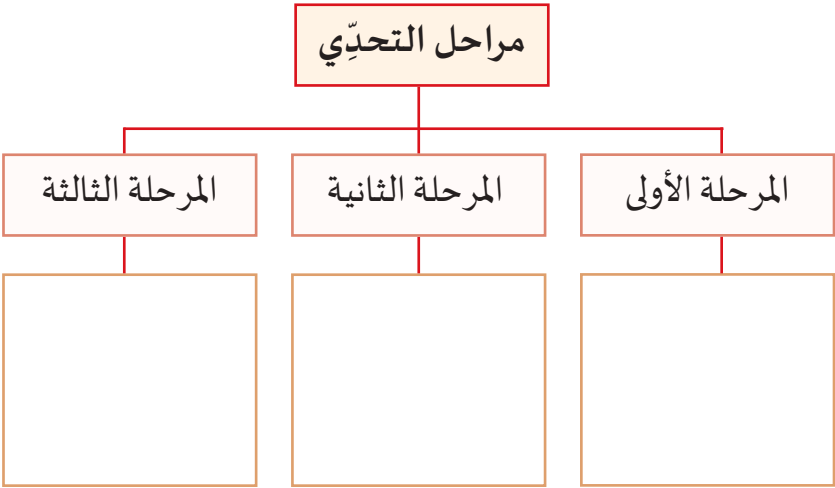 مراحل التحدِّي
المرحلة الأولى
المرحلة الثانية
المرحلة الثالثة